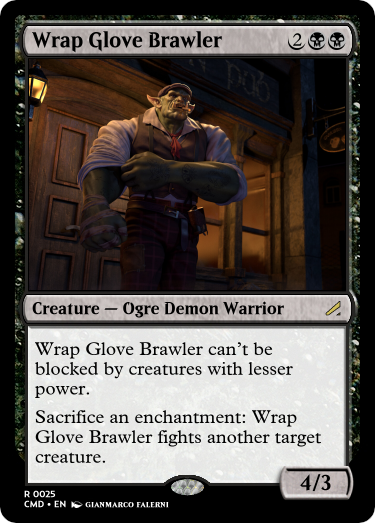 Wrap Glove Brawler 2
Creature — Ogre Demon Warrior
Wrap Glove Brawler can't be
blocked by creatures with lesser
power.
Sacrifice an enchantment: Wrap
Glove Brawler fights another target
creature.
4/3
R 0025
CMD • EN GIANMARCO FALERNI